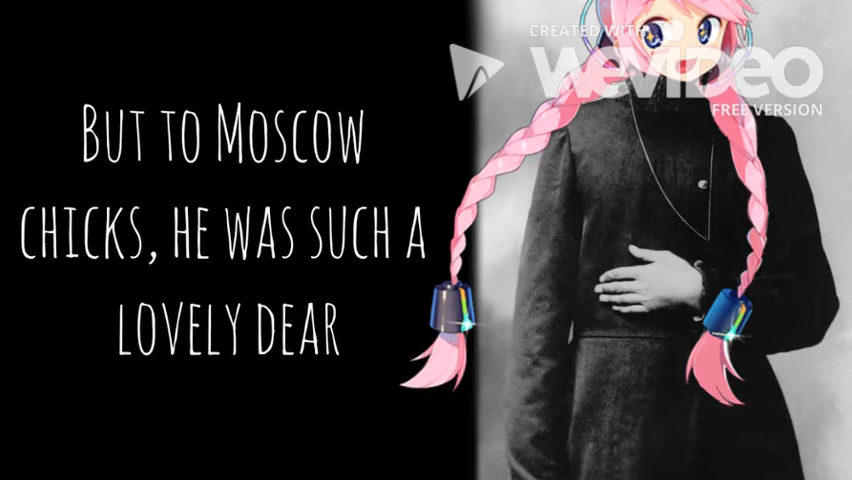 But to Moscow
chicks, he was such a
lovely dear
CREATED WITH
WeVideo
FREE VERSION